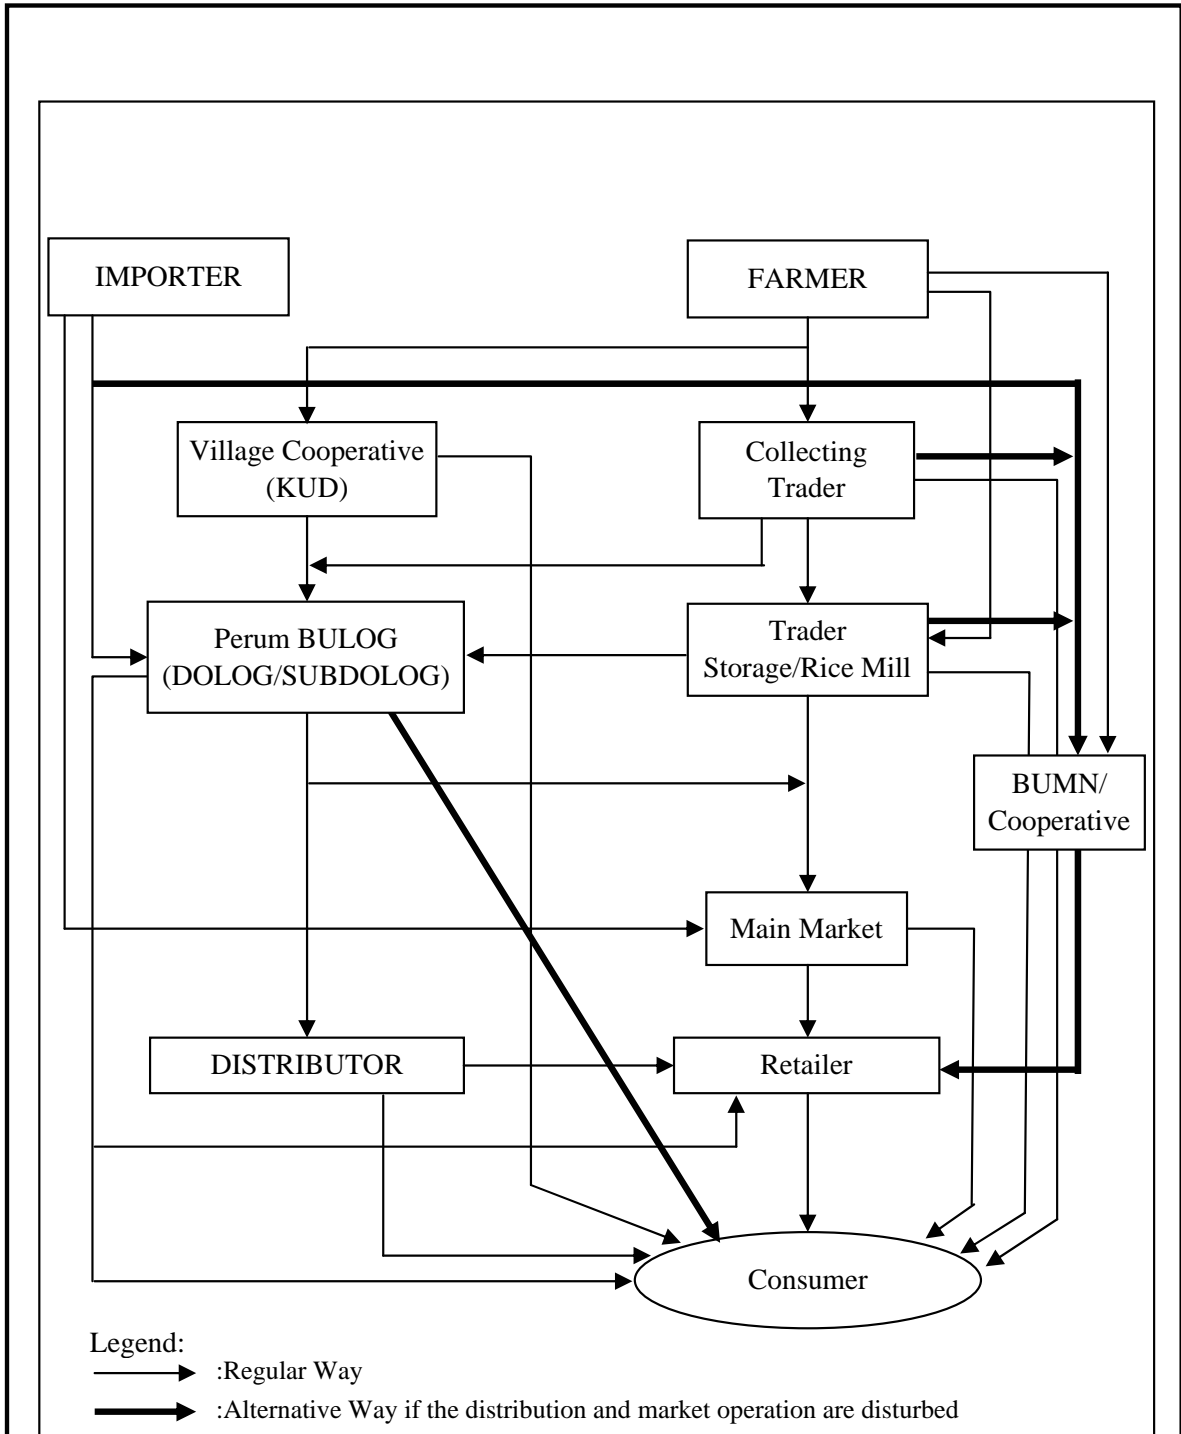 IMPORTER
FARMER
Village Cooperative
(KUD)
Collecting
Trader
Perum BULOG
(DOLOG/SUBDOLOG)
Trader
Storage/Rice Mill
BUMN/
Cooperative
Main Market
DISTRIBUTOR
Retailer
Consumer
Legend:
:Regular Way
:Alternative Way if the distribution and market operation are disturbed